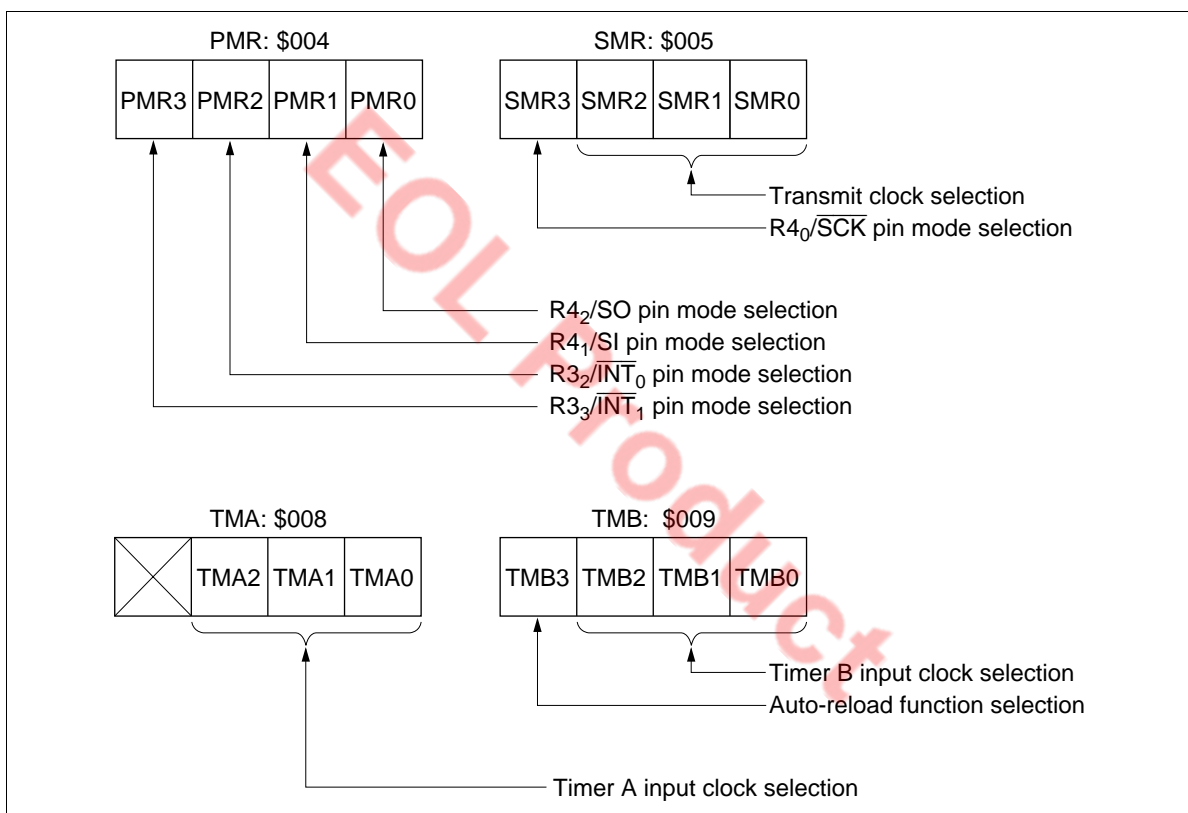 PMR: $004
PMR3 PMR2 PMR1 PMR0
SMR: $005
SMR3 SMR2 SMR1 SMR0
Transmit clock selection
R4₀/S̅C̅K̅ pin mode selection
R4₂/SO pin mode selection
R4₁/SI pin mode selection
R3₂/I̅N̅T̅₀ pin mode selection
R3₃/I̅N̅T̅₁ pin mode selection
TMA: $008
TMA2 TMA1 TMA0
TMB: $009
TMB3 TMB2 TMB1 TMB0
Timer B input clock selection
Auto-reload function selection
Timer A input clock selection
EOL Product